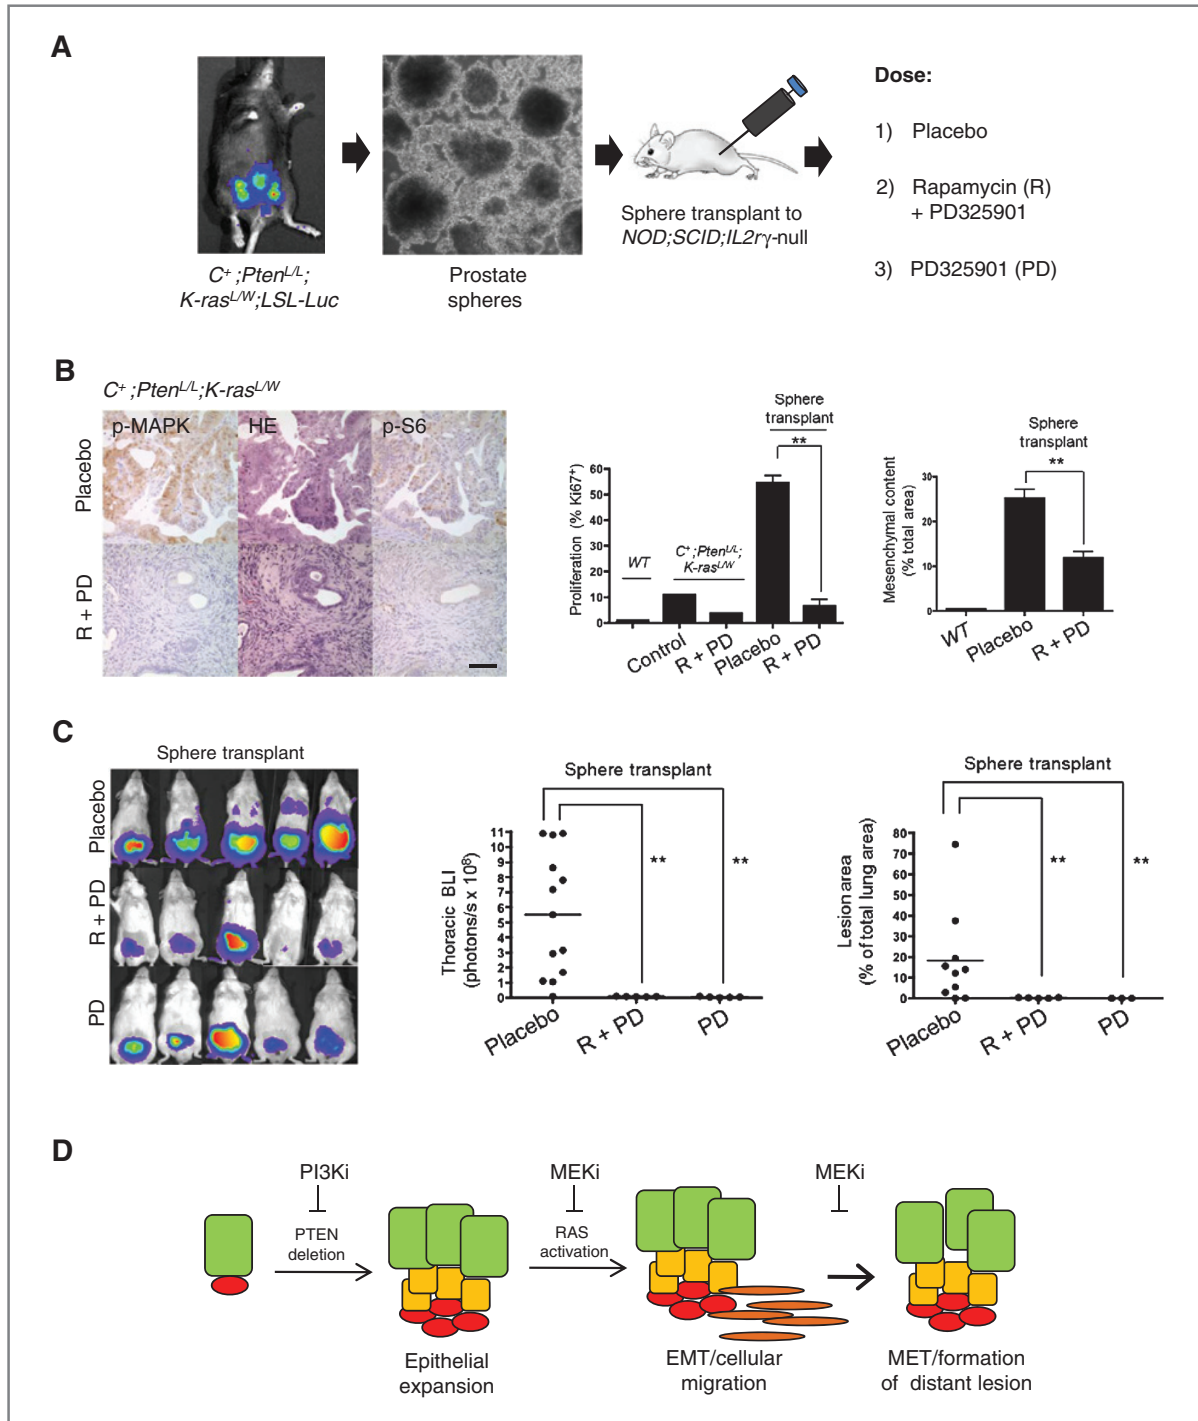 A
C⁺;Pten^L/L;
K-ras^L/W;LSL-Luc
Prostate
spheres
Sphere transplant to
NOD;SCID;IL2rγ-null
Dose:
1) Placebo
2) Rapamycin (R)
+ PD325901
3) PD325901 (PD)
B
C⁺;Pten^L/L;K-ras^L/W
p-MAPK
HE
p-S6
Placebo
R + PD
Proliferation (% Ki67⁺)
60
50
40
30
20
10
0
WT
C⁺;Pten^L/L;
K-ras^L/W
Sphere
transplant
**
Control
R + PD
Placebo
R + PD
Mesenchymal content
(% total area)
30
20
10
0
Sphere
transplant
**
WT
Placebo
R + PD
C
Sphere transplant
Placebo
R + PD
PD
Sphere transplant
Thoracic BLI
(photons/s x 10⁸)
11
10
9
8
7
6
5
4
3
2
1
0
**
**
Placebo
R + PD
PD
Sphere transplant
Lesion area
(% of total lung area)
80
70
60
50
40
30
20
10
0
**
**
Placebo
R + PD
PD
D
PI3Ki
PTEN
deletion
Epithelial
expansion
MEKi
RAS
activation
EMT/cellular
migration
MEKi
MET/formation
of distant lesion